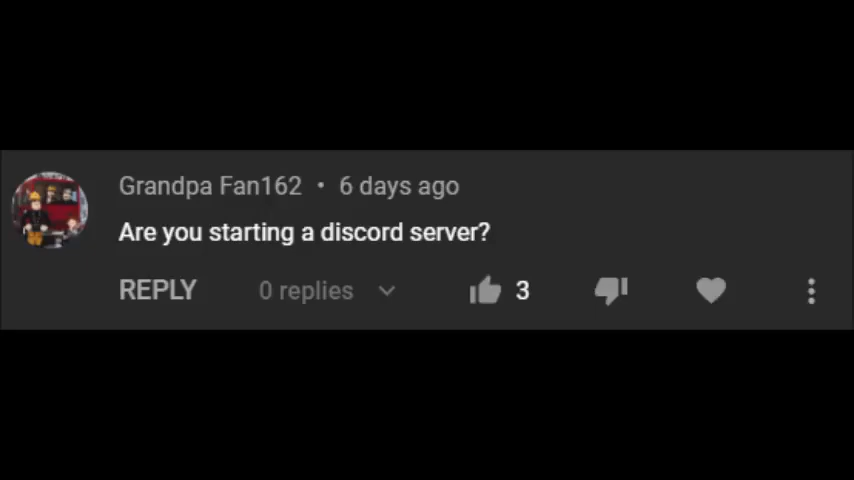 Grandpa Fan162 • 6 days ago
Are you starting a discord server?
REPLY 0 replies 3